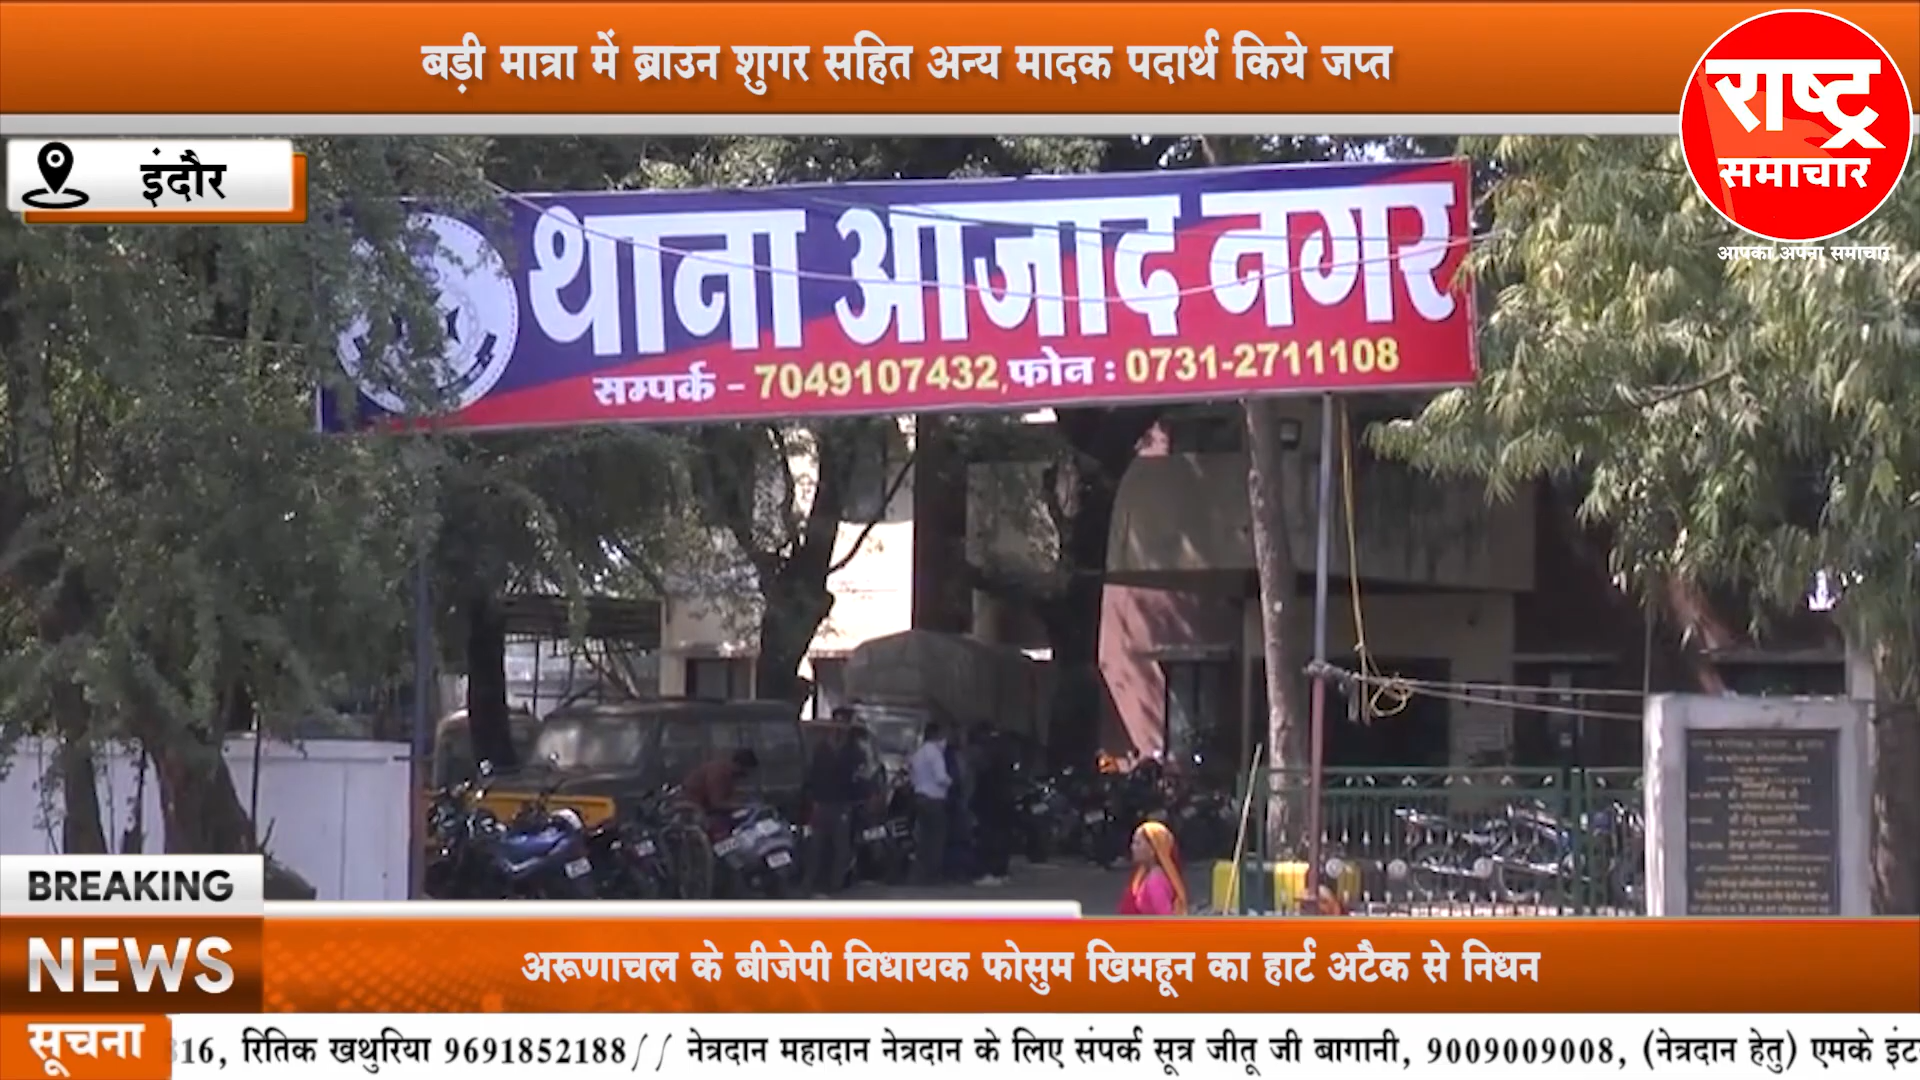 बड़ी मात्रा में ब्राउन शुगर सहित अन्य मादक पदार्थ किये जप्त
राष्ट्र
समाचार
आपका अपना समाचार
इंदौर
थाना आजाद नगर
सम्पर्क - 7049107432, फोन : 0731-2711108
BREAKING
NEWS
अरूणाचल के बीजेपी विधायक फोसुम खिमहून का हार्ट अटैक से निधन
सूचना
816, रितिक खथुरिया 9691852188// नेत्रदान महादान नेत्रदान के लिए संपर्क सूत्र जीतू जी बागानी, 9009009008, (नेत्रदान हेतु) एमके इंट